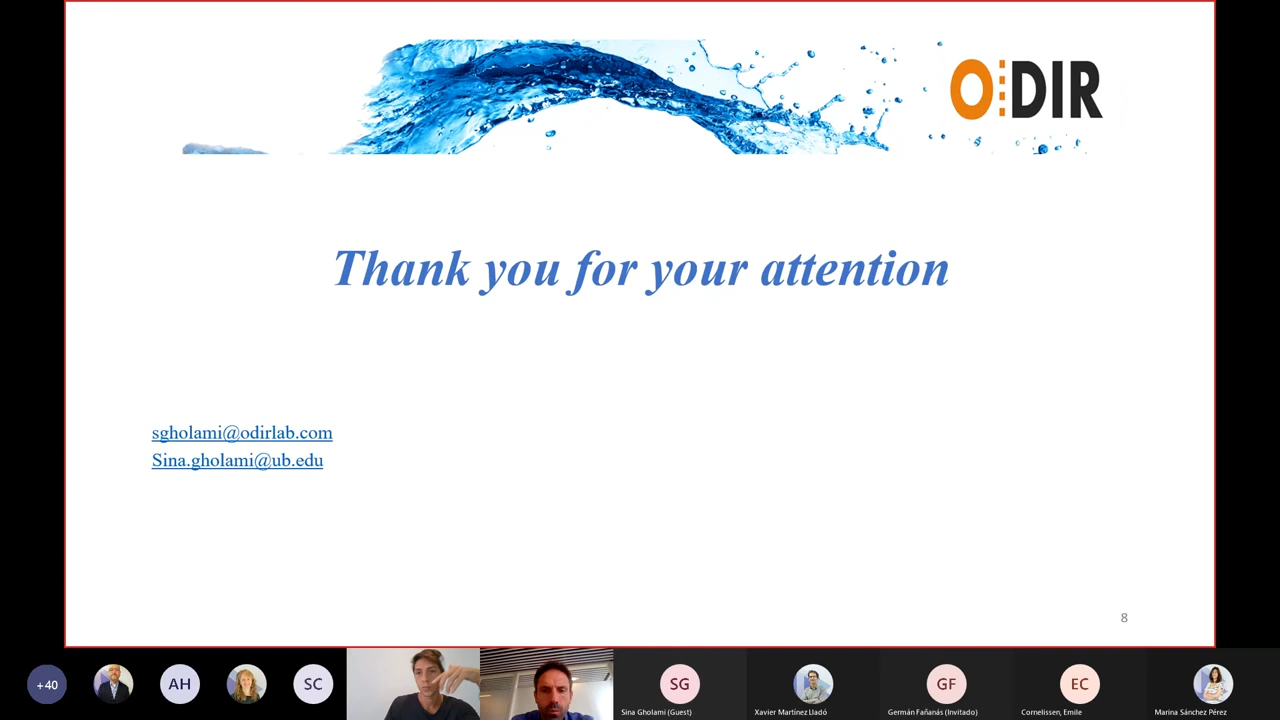 O DIR
Thank you for your attention
sgholami@odirlab.com
Sina.gholami@ub.edu
8
+40
AH
SC
SG
GF
EC
Sina Gholami (Guest)
Xavier Martínez Lladó
Germán Fañanás (Invitado)
Cornelissen, Emile
Marina Sánchez Pérez